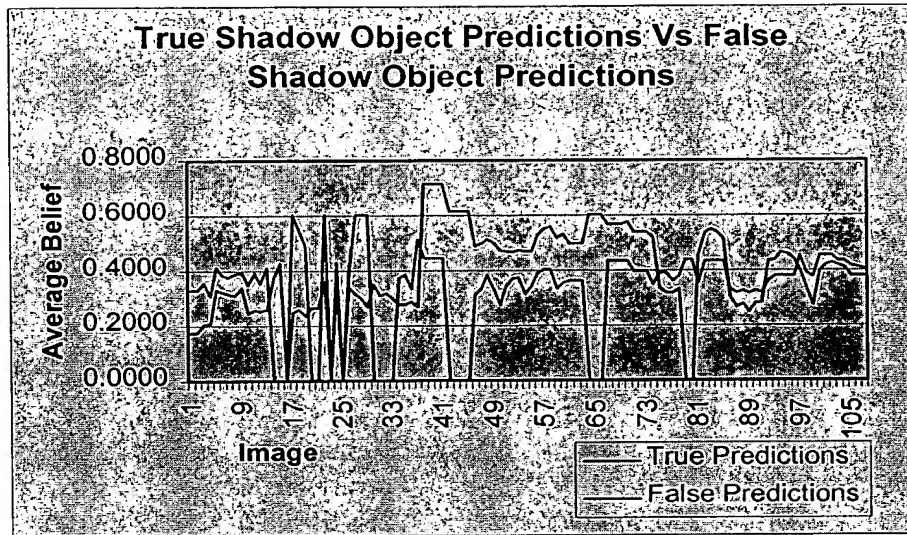 True Shadow Object Predictions Vs False
Shadow Object Predictions
Average Belief
0.8000
0.6000
0.4000
0.2000
0.0000
1 9 17 25 33 41 49 57 65 73 81 89 97 105
Image
True Predictions
False Predictions